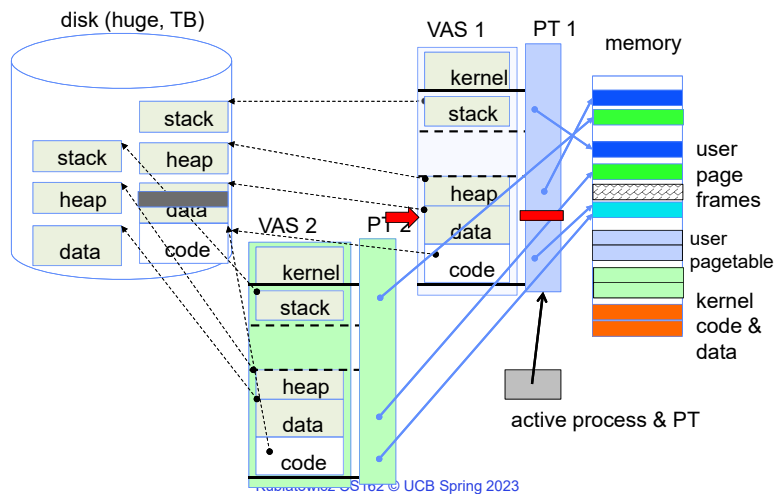 disk (huge, TB)
VAS 1
PT 1
memory
kernel
stack
heap
data
code
stack
heap
data
code
stack
heap
data
VAS 2
PT 2
kernel
stack
heap
data
code
user
page
frames
user
pagetable
kernel
code &
data
active process & PT
Kubiatowicz CS162 © UCB Spring 2023